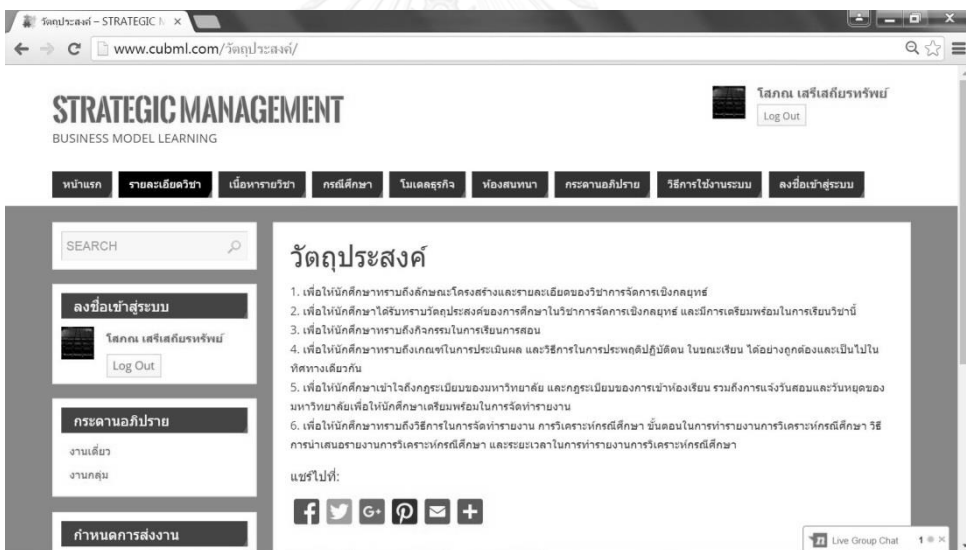 วัตถุประสงค์ – STRATEGIC M
www.cubml.com/วัตถุประสงค์/
STRATEGIC MANAGEMENT
BUSINESS MODEL LEARNING
โสภณ เสรีเสถียรทรัพย์
Log Out
หน้าแรก รายละเอียดวิชา เนื้อหารายวิชา กรณีศึกษา โมเดลธุรกิจ ห้องสนทนา กระดานอภิปราย วิธีการใช้งานระบบ ลงชื่อเข้าสู่ระบบ
SEARCH
ลงชื่อเข้าสู่ระบบ
โสภณ เสรีเสถียรทรัพย์
Log Out
กระดานอภิปราย
งานเดี่ยว
งานกลุ่ม
กำหนดการส่งงาน
วัตถุประสงค์
1. เพื่อให้นักศึกษาทราบถึงลักษณะโครงสร้างและรายละเอียดของวิชาการจัดการเชิงกลยุทธ์
2. เพื่อให้นักศึกษาได้รับทราบวัตถุประสงค์ของการศึกษาในวิชาการจัดการเชิงกลยุทธ์ และมีการเตรียมพร้อมในการเรียนวิชานี้
3. เพื่อให้นักศึกษาทราบถึงกิจกรรมในการเรียนการสอน
4. เพื่อให้นักศึกษาทราบถึงเกณฑ์ในการประเมินผล และวิธีการในการประพฤติปฏิบัติตน ในขณะเรียน ได้อย่างถูกต้องและเป็นไปใน
ทิศทางเดียวกัน
5. เพื่อให้นักศึกษาเข้าใจถึงกฎระเบียบของมหาวิทยาลัย และกฎระเบียบของการเข้าห้องเรียน รวมถึงการแจ้งวันสอบและวันหยุดของ
มหาวิทยาลัยเพื่อให้นักศึกษาเตรียมพร้อมในการจัดทำรายงาน
6. เพื่อให้นักศึกษาทราบถึงวิธีการในการจัดทำรายงาน การวิเคราะห์กรณีศึกษา ขั้นตอนในการทำรายงานการวิเคราะห์กรณีศึกษา วิธี
การนำเสนอรายงานการวิเคราะห์กรณีศึกษา และระยะเวลาในการทำรายงานการวิเคราะห์กรณีศึกษา
แชร์ไปที่:
Live Group Chat 1